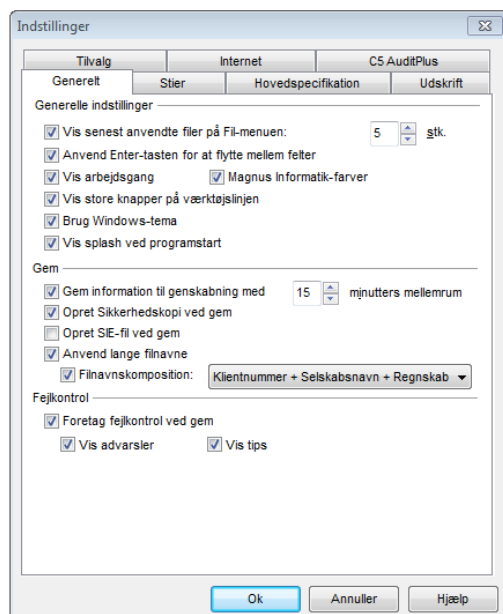 Indstillinger
Tilvalg Internet C5 AuditPlus
Generelt Stier Hovedspecifikation Udskrift
Generelle indstillinger
Vis senest anvendte filer på Fil-menuen: 5 stk.
Anvend Enter-tasten for at flytte mellem felter
Vis arbejdsgang Magnus Informatik-farver
Vis store knapper på værktøjslinjen
Brug Windows-tema
Vis splash ved programstart
Gem
Gem information til genskabning med 15 minutters mellemrum
Opret Sikkerhedskopi ved gem
Opret SIE-fil ved gem
Anvend lange filnavne
Filnavnskomposition: Klientnummer + Selskabsnavn + Regnskab
Fejlkontrol
Foretag fejlkontrol ved gem
Vis advarsler Vis tips
Ok Annuller Hjælp